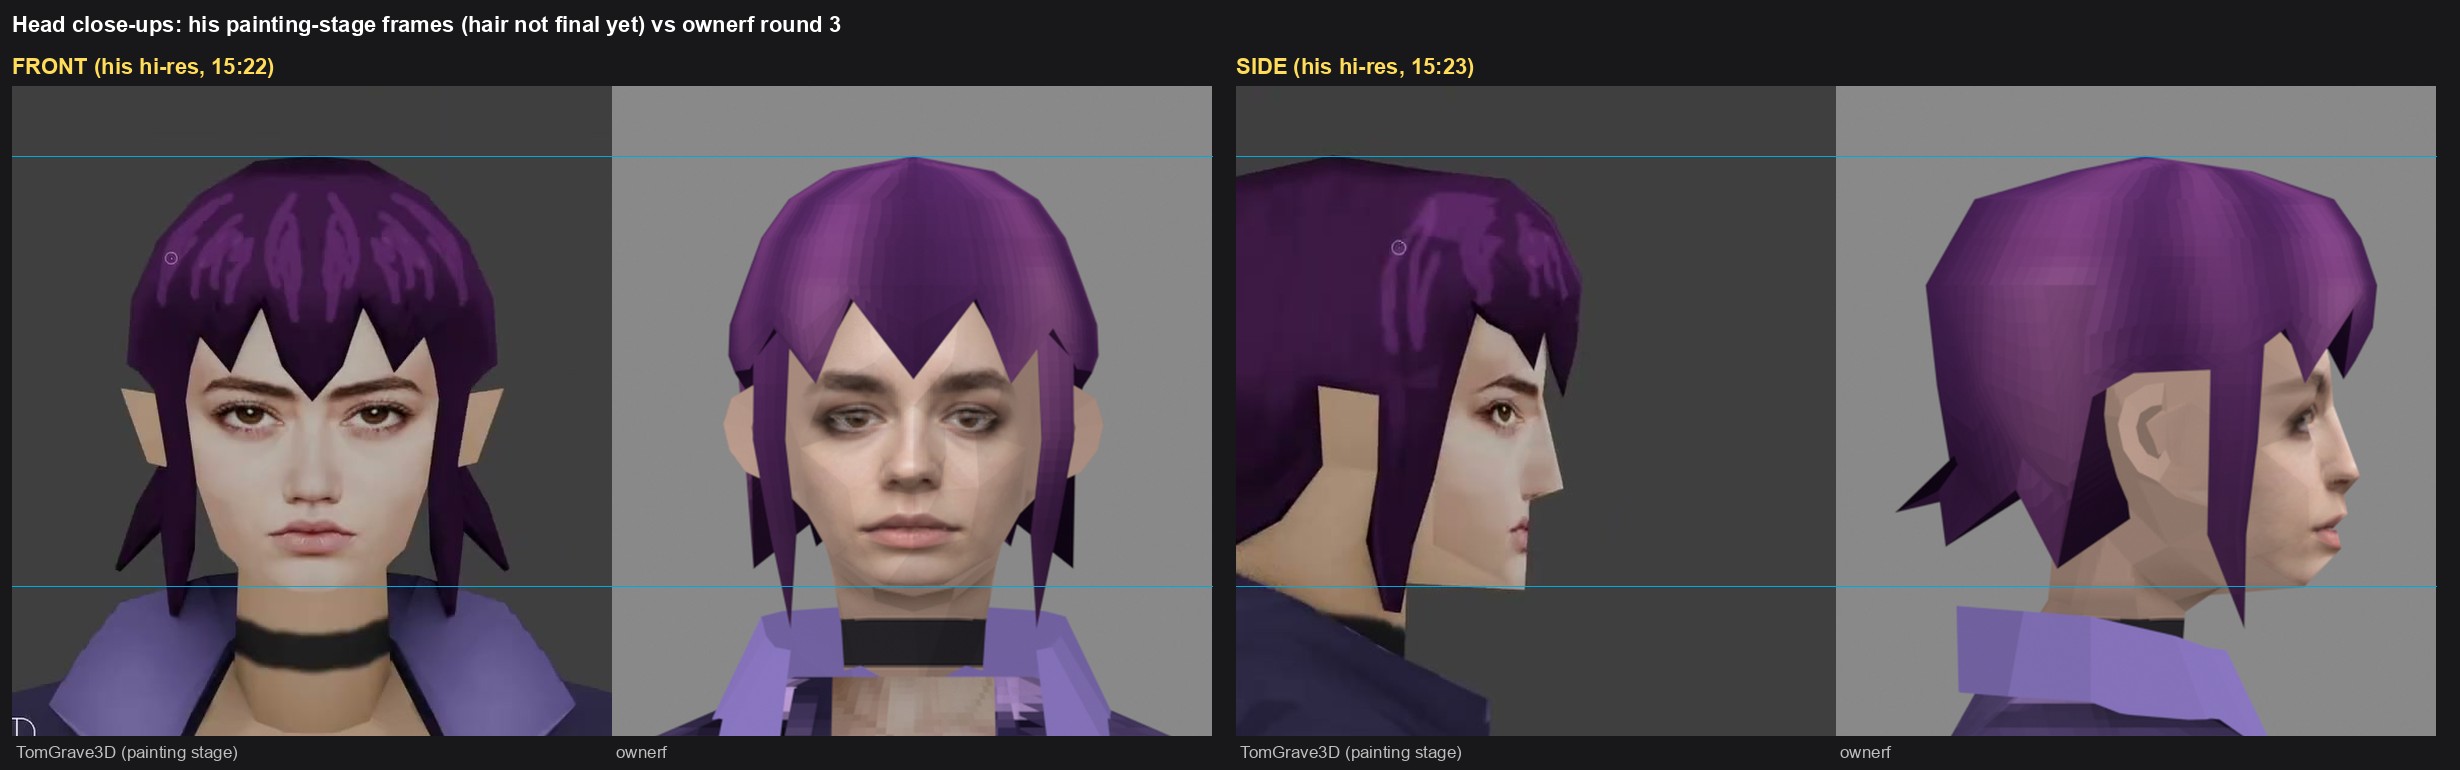 Head close-ups: his painting-stage frames (hair not final yet) vs ownerf round 3
FRONT (his hi-res, 15:22)
SIDE (his hi-res, 15:23)
D
TomGrave3D (painting stage)
ownerf
TomGrave3D (painting stage)
ownerf